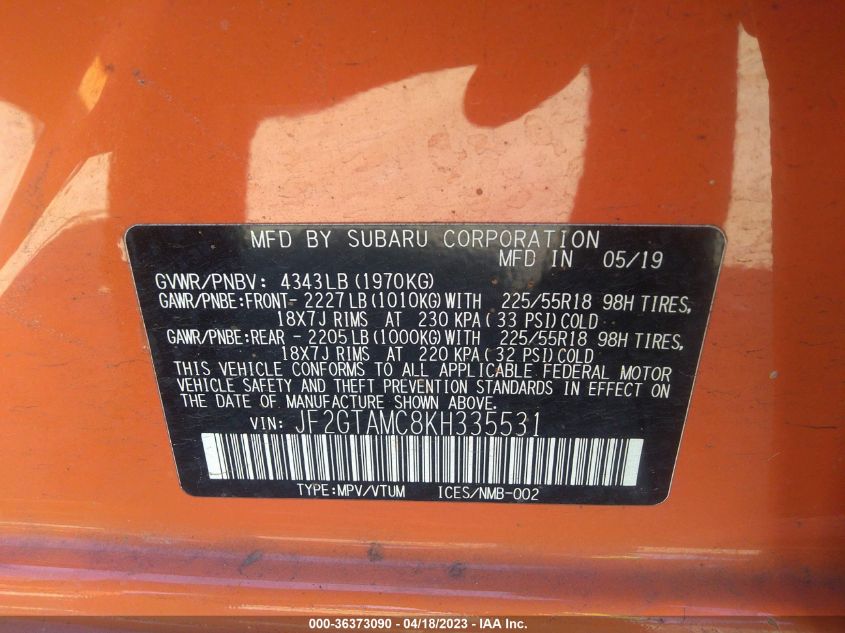 MFD BY SUBARU CORPORATION
MFD IN 05/19
GVWR/PNBV: 4343LB (1970KG)
GAWR/PNBE:FRONT- 2227 LB (1010KG) WITH 225/55R18 98H TIRES,
18X7J RIMS AT 230 KPA ( 33 PSI) COLD
GAWR/PNBE:REAR - 2205 LB (1000KG) WITH 225/55R18 98H TIRES,
18X7J RIMS AT 220 KPA ( 32 PSI) COLD
THIS VEHICLE CONFORMS TO ALL APPLICABLE FEDERAL MOTOR
VEHICLE SAFETY AND THEFT PREVENTION STANDARDS IN EFFECT ON
THE DATE OF MANUFACTURE SHOWN ABOVE.
VIN: JF2GTAMC8KH335531
TYPE:MPV/VTUM ICES/NMB-002
000-36373090 - 04/18/2023 - IAA Inc.